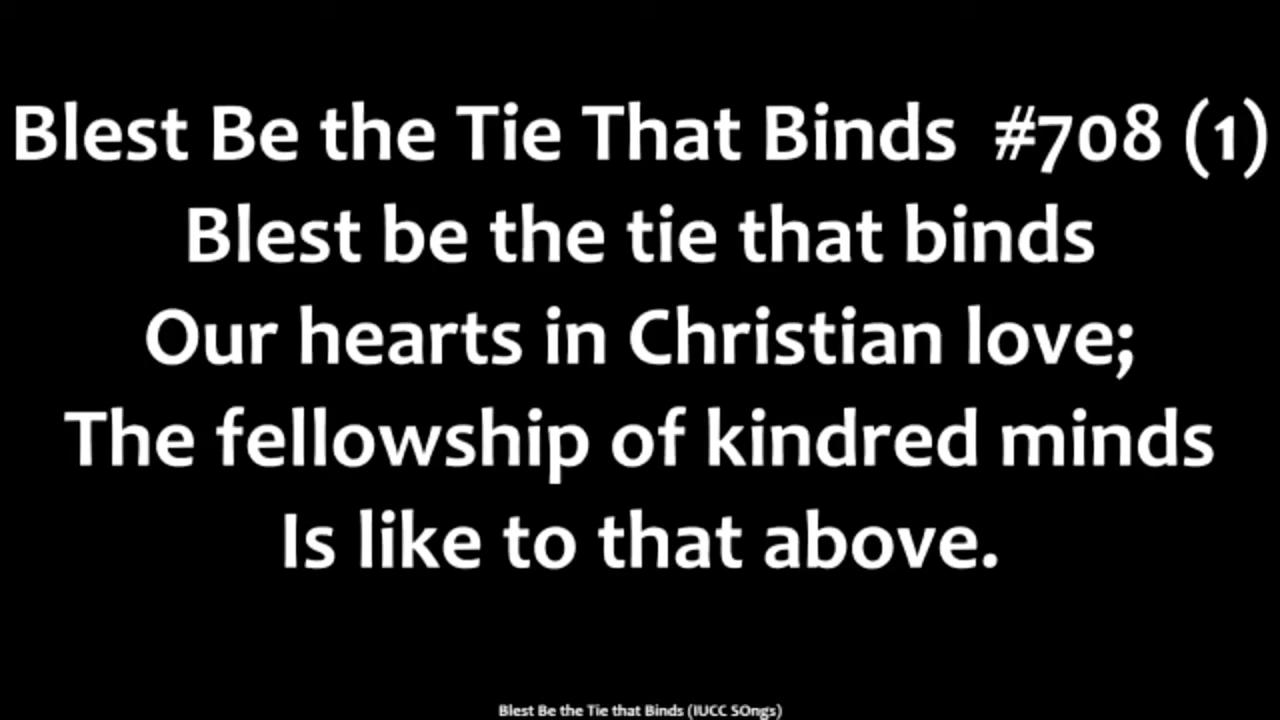 Blest Be the Tie That Binds  #708 (1)
Blest be the tie that binds
Our hearts in Christian love;
The fellowship of kindred minds
Is like to that above.
Blest Be the Tie that Binds (IUCC SOngs)